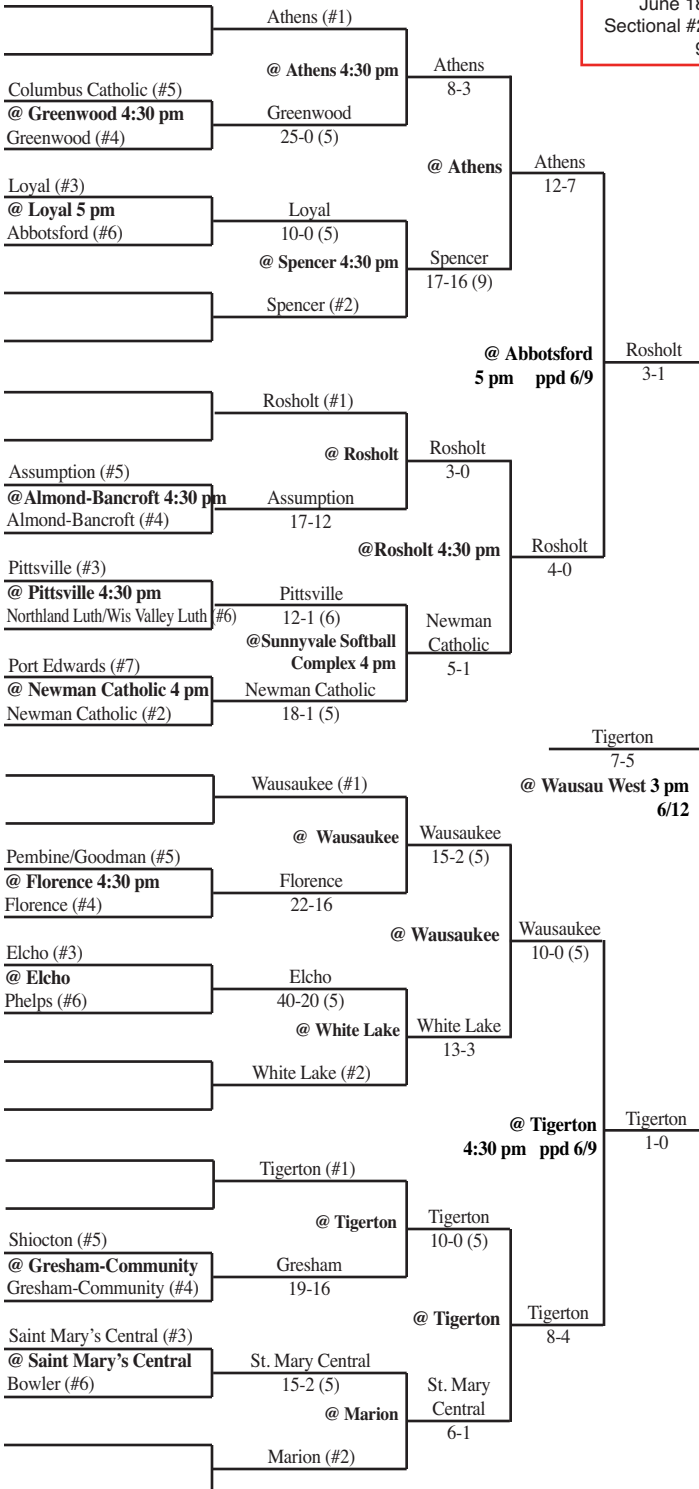 June 18
Sectional #2
9
Athens (#1)
@ Athens 4:30 pm
Athens
8-3
Columbus Catholic (#5)
@ Greenwood 4:30 pm
Greenwood (#4)
Greenwood
25-0 (5)
@ Athens
Athens
12-7
Loyal (#3)
@ Loyal 5 pm
Abbotsford (#6)
Loyal
10-0 (5)
@ Spencer 4:30 pm
Spencer
17-16 (9)
Spencer (#2)
@ Abbotsford
5 pm ppd 6/9
Rosholt
3-1
Rosholt (#1)
@ Rosholt
Rosholt
3-0
Assumption (#5)
@Almond-Bancroft 4:30 pm
Almond-Bancroft (#4)
Assumption
17-12
@Rosholt 4:30 pm
Rosholt
4-0
Pittsville (#3)
@ Pittsville 4:30 pm
Northland Luth/Wis Valley Luth (#6)
Pittsville
12-1 (6)
@Sunnyvale Softball
Complex 4 pm
Newman
Catholic
5-1
Port Edwards (#7)
@ Newman Catholic 4 pm
Newman Catholic (#2)
Newman Catholic
18-1 (5)
Tigerton
7-5
@ Wausau West 3 pm
6/12
Wausaukee (#1)
@ Wausaukee
Wausaukee
15-2 (5)
Pembine/Goodman (#5)
@ Florence 4:30 pm
Florence (#4)
Florence
22-16
@ Wausaukee
Wausaukee
10-0 (5)
Elcho (#3)
@ Elcho
Phelps (#6)
Elcho
40-20 (5)
@ White Lake
White Lake
13-3
White Lake (#2)
@ Tigerton
4:30 pm ppd 6/9
Tigerton
1-0
Tigerton (#1)
@ Tigerton
Tigerton
10-0 (5)
Shiocton (#5)
@ Gresham-Community
Gresham-Community (#4)
Gresham
19-16
@ Tigerton
Tigerton
8-4
Saint Mary's Central (#3)
@ Saint Mary's Central
Bowler (#6)
St. Mary Central
15-2 (5)
@ Marion
St. Mary
Central
6-1
Marion (#2)